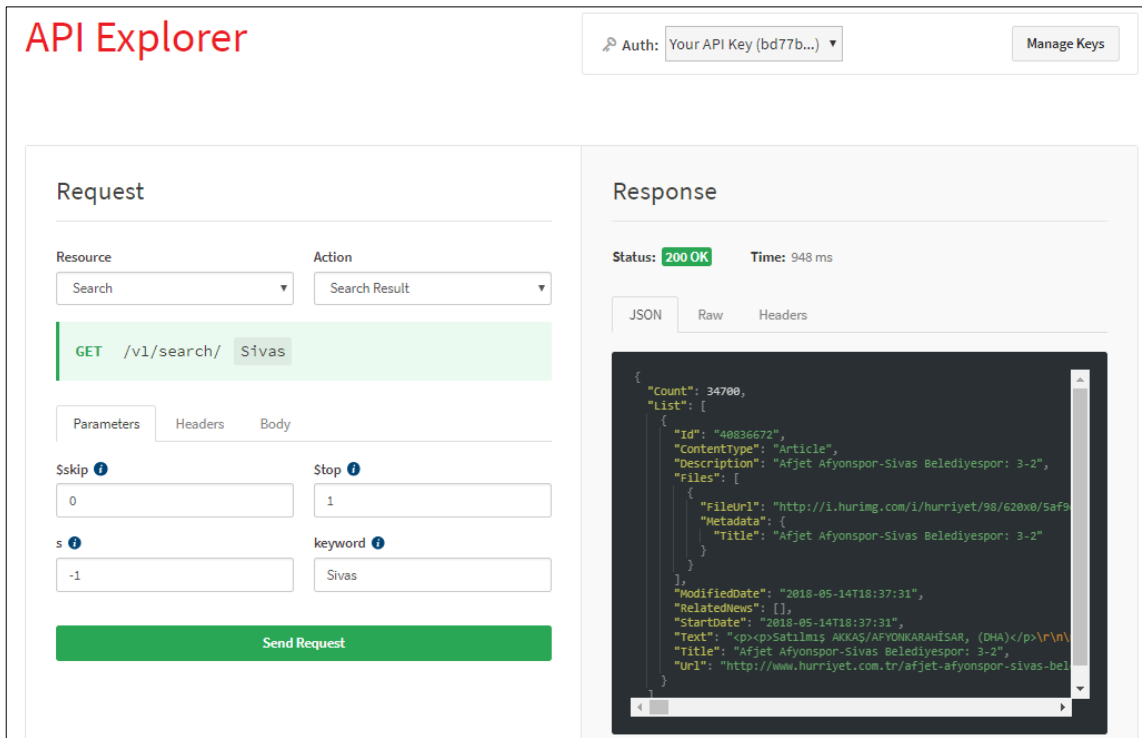 API Explorer
Auth: Your API Key (bd77b...)
Manage Keys
Request
Resource
Action
Search
Search Result
GET /v1/search/ Sivas
Parameters Headers Body
$skip
$top
0
1
s
keyword
-1
Sivas
Send Request
Response
Status: 200 OK Time: 948 ms
JSON Raw Headers
{
"Count": 34700,
"List": [
{
"Id": "40836672",
"ContentType": "Article",
"Description": "Afjet Afyonspor-Sivas Belediyespor: 3-2",
"Files": [
{
"FileUrl": "http://i.hurimg.com/i/hurriyet/98/620x0/5af9
"Metadata": {
"Title": "Afjet Afyonspor-Sivas Belediyespor: 3-2"
}
}
],
"ModifiedDate": "2018-05-14T18:37:31",
"RelatedNews": [],
"StartDate": "2018-05-14T18:37:31",
"Text": "<p><p>Satılmış AKKAŞ/AFYONKARAHİSAR, (DHA)</p>\r\n\
"Title": "Afjet Afyonspor-Sivas Belediyespor: 3-2",
"Url": "http://www.hurriyet.com.tr/afjet-afyonspor-sivas-bel
}
]